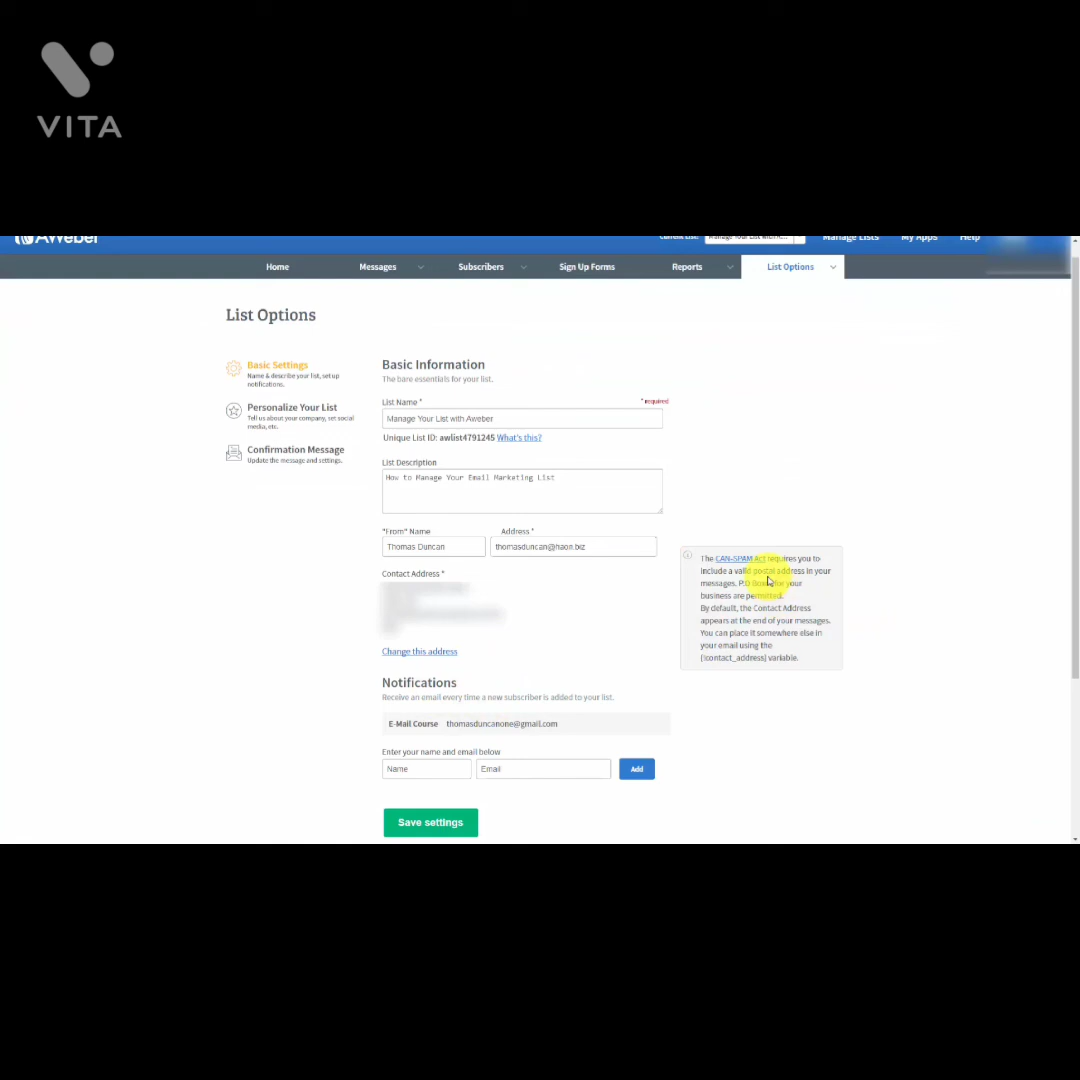 VITA
AWeber
Current List:
Manage Lists
My Apps
Help
Home
Messages
Subscribers
Sign Up Forms
Reports
List Options
List Options
Basic Settings
Name & describe your list, set up
notifications.
Personalize Your List
Tell us about your company, set social
media, etc.
Confirmation Message
Update the message and settings.
Basic Information
The bare essentials for your list.
List Name *
* required
Manage Your List with Aweber
Unique List ID: awlist4791245 What's this?
List Description
How to Manage Your Email Marketing List
"From" Name
Address *
Thomas Duncan
thomasduncan@haon.biz
Contact Address *
Change this address
The CAN-SPAM Act requires you to
include a valid postal address in your
messages. P.O Boxes for your
business are permitted.
By default, the Contact Address
appears at the end of your messages.
You can place it somewhere else in
your email using the
{!contact_address} variable.
Notifications
Receive an email every time a new subscriber is added to your list.
E-Mail Course thomasduncanone@gmail.com
Enter your name and email below
Name
Email
Add
Save settings